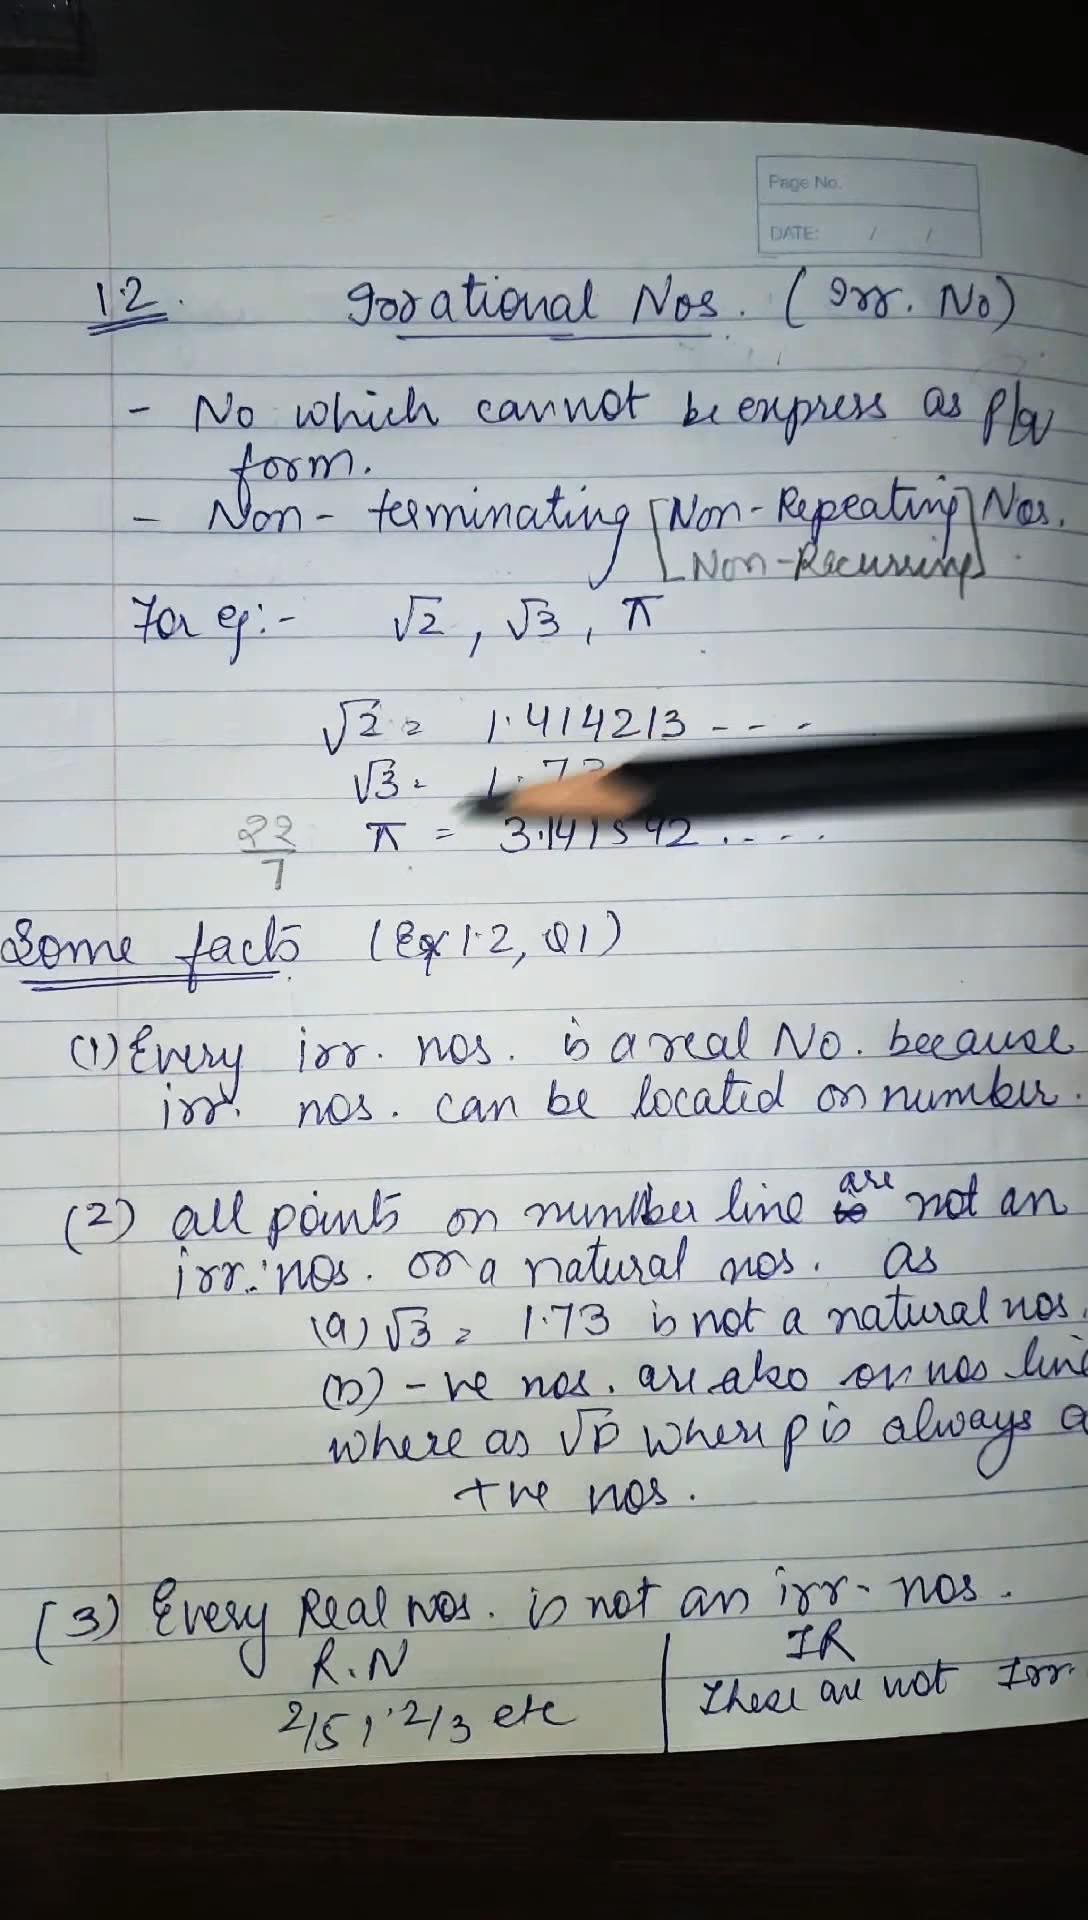 Page No.
DATE: / /
1.2. Irrational Nos. (Irr. No)
- No which cannot be express as p/q
form.
- Non-terminating [Non-Repeating] Nos.
[Non-Recurring]
For eg:- √2, √3, π
√2 = 1.414213 - - -
√3 = 1.73
22/7 π = 3.141592 . . . .
Some facts (Ex 1.2, Q1)
(1) Every irr. nos. is a real No. because
irr. nos. can be located on number.
(2) all points on number line are not an
irr. nos. or a natural nos. as
(a) √3 = 1.73 is not a natural nos.
(b) -ve nos. are also on nos line
where as √p where p is always a
+ve nos.
(3) Every Real nos. is not an irr. nos.
R.N IR
2/5, 2/3 etc These are not Irr.